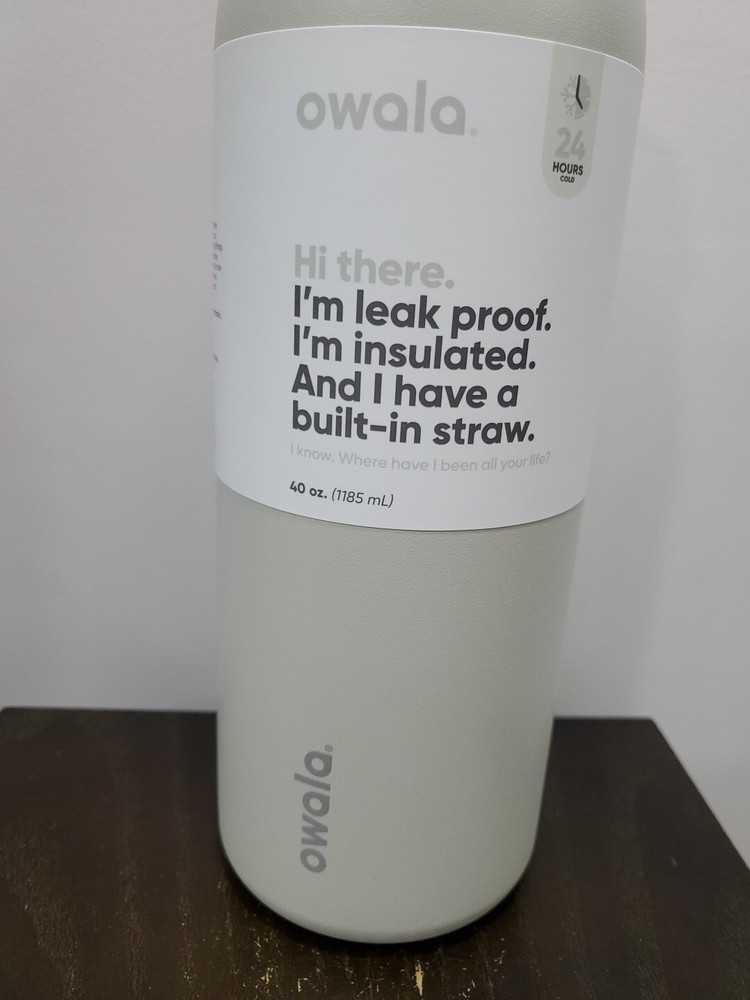 owala®
24
HOURS
COLD
Hi there.
I'm leak proof.
I'm insulated.
And I have a
built-in straw.
I know. Where have I been all your life?
40 oz. (1185 mL)
owala®